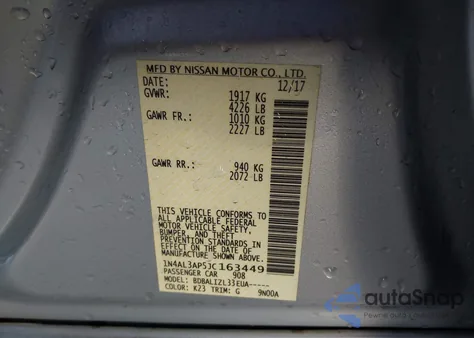 MFD BY NISSAN MOTOR CO., LTD.
DATE: 12/17
GVWR: 1917 KG
4226 LB
GAWR FR.: 1010 KG
2227 LB
GAWR RR.: 940 KG
2072 LB
THIS VEHICLE CONFORMS TO
ALL APPLICABLE FEDERAL
MOTOR VEHICLE SAFETY,
BUMPER, AND THEFT
PREVENTION STANDARDS IN
EFFECT ON THE DATE OF
MANUFACTURE SHOWN ABOVE.
1N4AL3AP5JC163449
PASSENGER CAR 908
MODEL: BDBALIZL33EUA-----
COLOR: K23 TRIM: G 9N00A
autoSnap